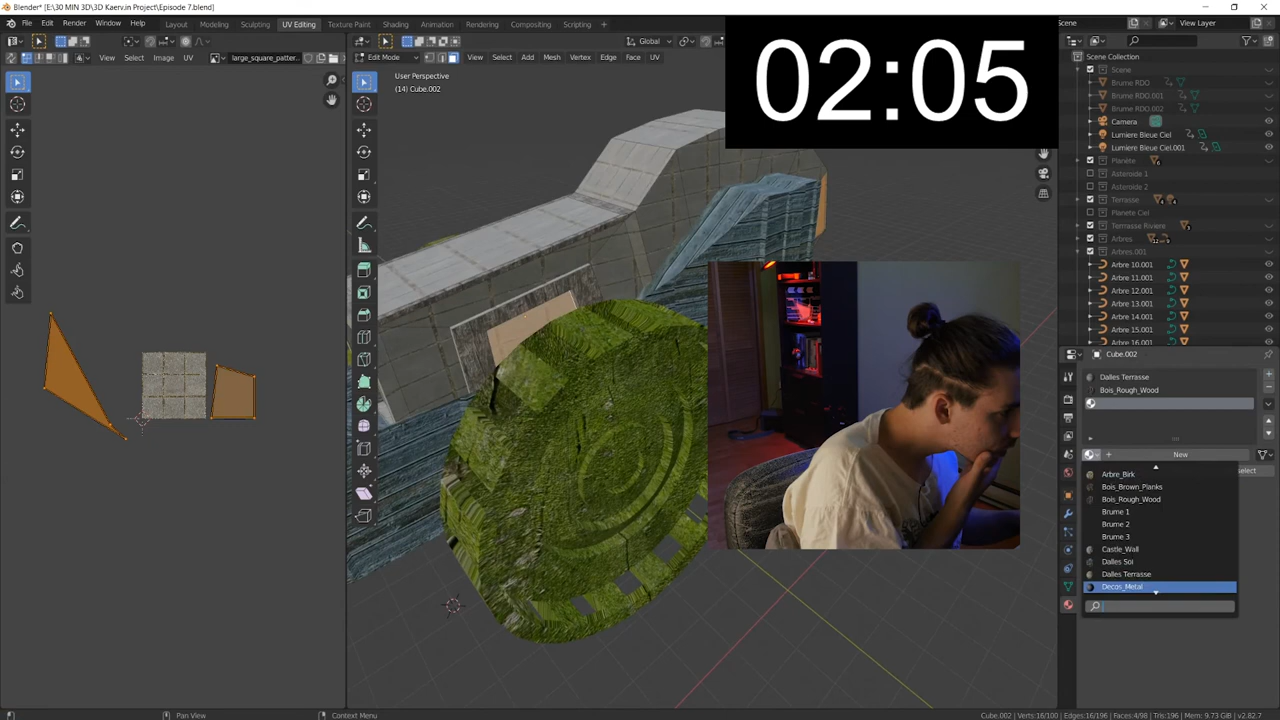 Blender* [E:\30 MIN 3D\3D Kaerv.in Project\Episode 7.blend]
File Edit Render Window Help Layout Modeling Sculpting UV Editing Texture Paint Shading Animation Rendering Compositing Scripting Scene View Layer
Global
View Select Image UV large_square_patter... Edit Mode View Select Add Mesh Vertex Edge Face UV
User Perspective
(14) Cube.002
02:05
Scene Collection
Scene
Brume RDO
Brume RDO.001
Brume RDO.002
Camera
Lumiere Bleue Ciel
Lumiere Bleue Ciel.001
Planète
Asteroide 1
Asteroide 2
Terrasse
Planete Ciel
Terrasse Riviere
Arbres
Arbres.001
Arbre 10.001
Arbre 11.001
Arbre 12.001
Arbre 13.001
Arbre 14.001
Arbre 15.001
Arbre 16.001
Cube.002
Dalles Terrasse
Bois_Rough_Wood
New
elect
Arbre_Birk
Bois_Brown_Planks
Bois_Rough_Wood
Brume 1
Brume 2
Brume 3
Castle_Wall
Dalles Sol
Dalles Terrasse
Decos_Metal
Pan View Context Menu Cube.002 | Verts:16/100 | Edges:16/196 | Faces:4/98 | Tris:196 | Mem: 9.73 GiB | v2.82.7